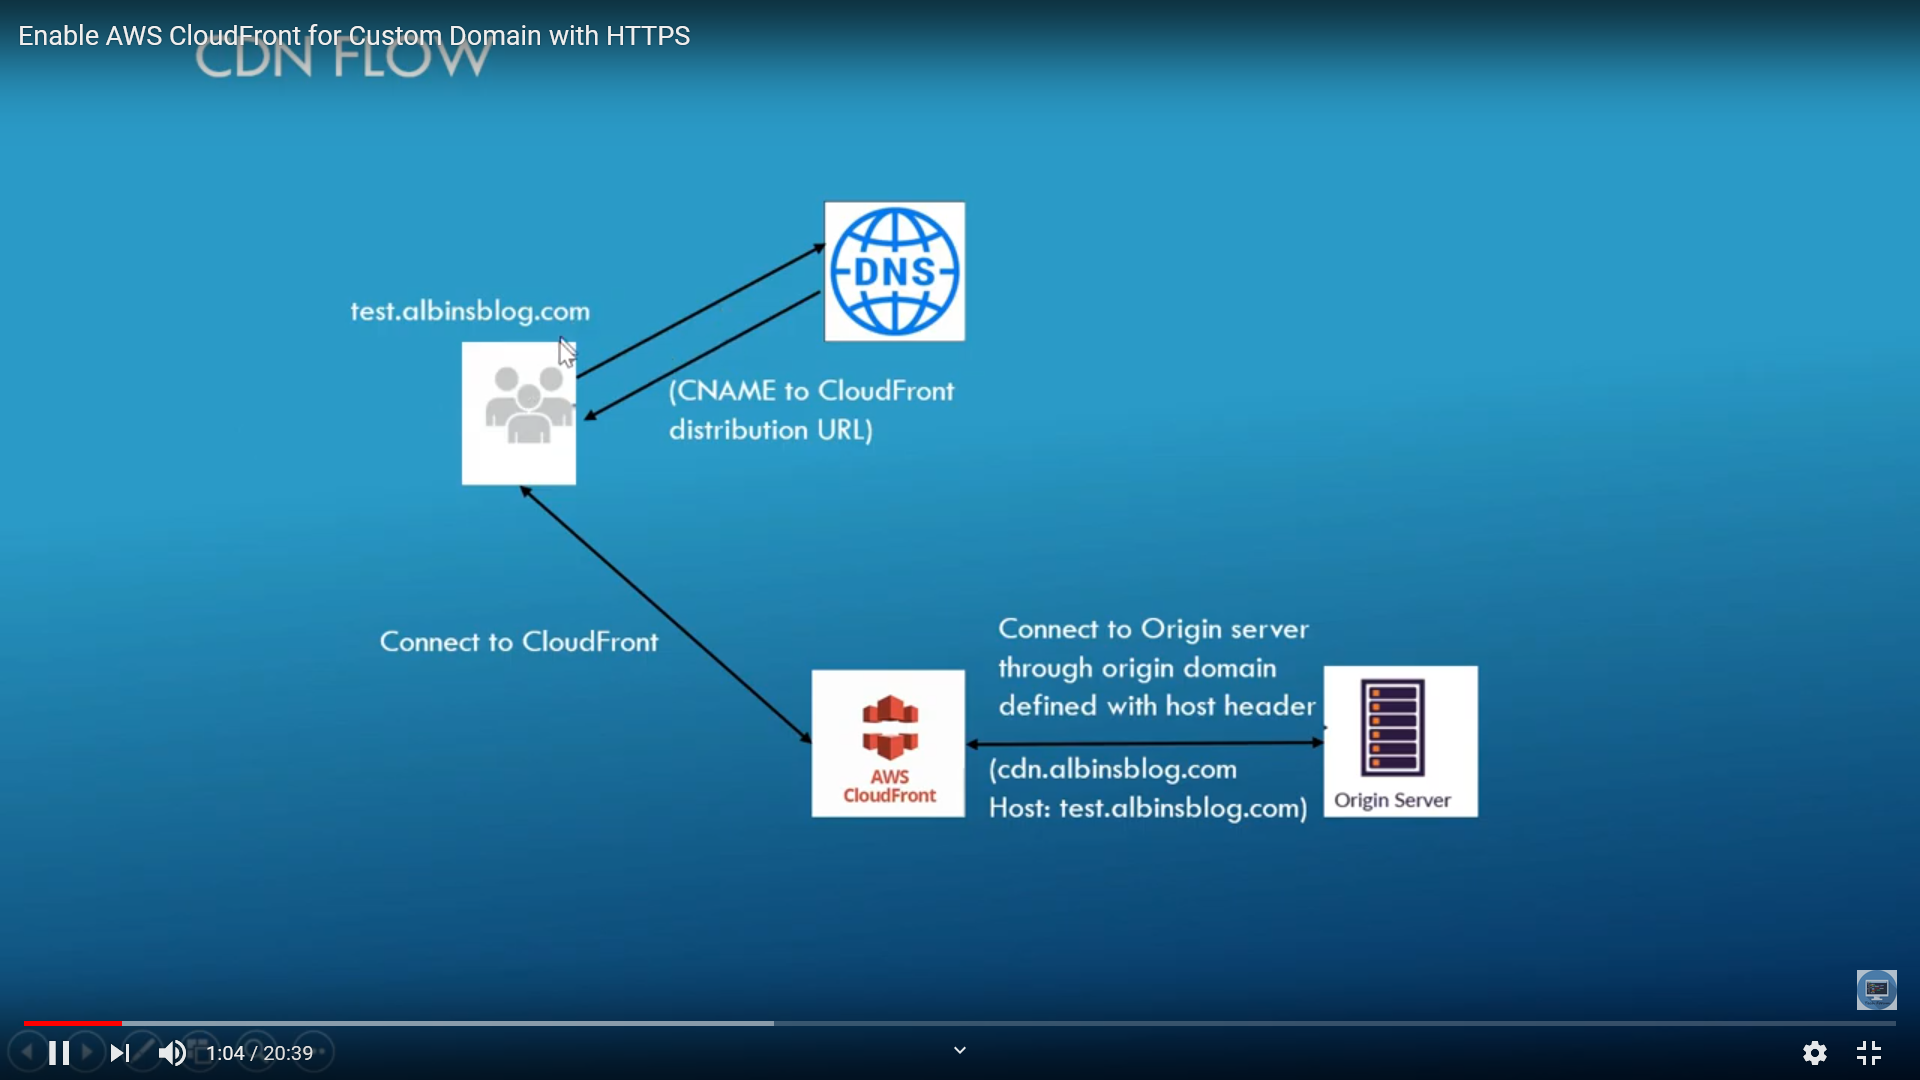 Enable AWS CloudFront for Custom Domain with HTTPS
CDN FLOW
DNS
test.albinsblog.com
(CNAME to CloudFront
distribution URL)
Connect to CloudFront
Connect to Origin server
through origin domain
defined with host header
AWS
CloudFront
(cdn.albinsblog.com
Host: test.albinsblog.com)
Origin Server
1:04 / 20:39